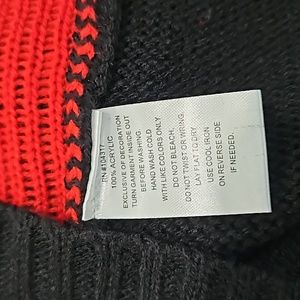 RN #104317
100% ACRYLIC
EXCLUSIVE OF DECORATION
TURN GARMENT INSIDE OUT
BEFORE WASHING.
HAND WASH COLD
WITH LIKE COLORS ONLY
DO NOT BLEACH.
DO NOT TWIST OR WRING.
LAY FLAT TO DRY.
USE COOL IRON
ON REVERSE SIDE
IF NEEDED.